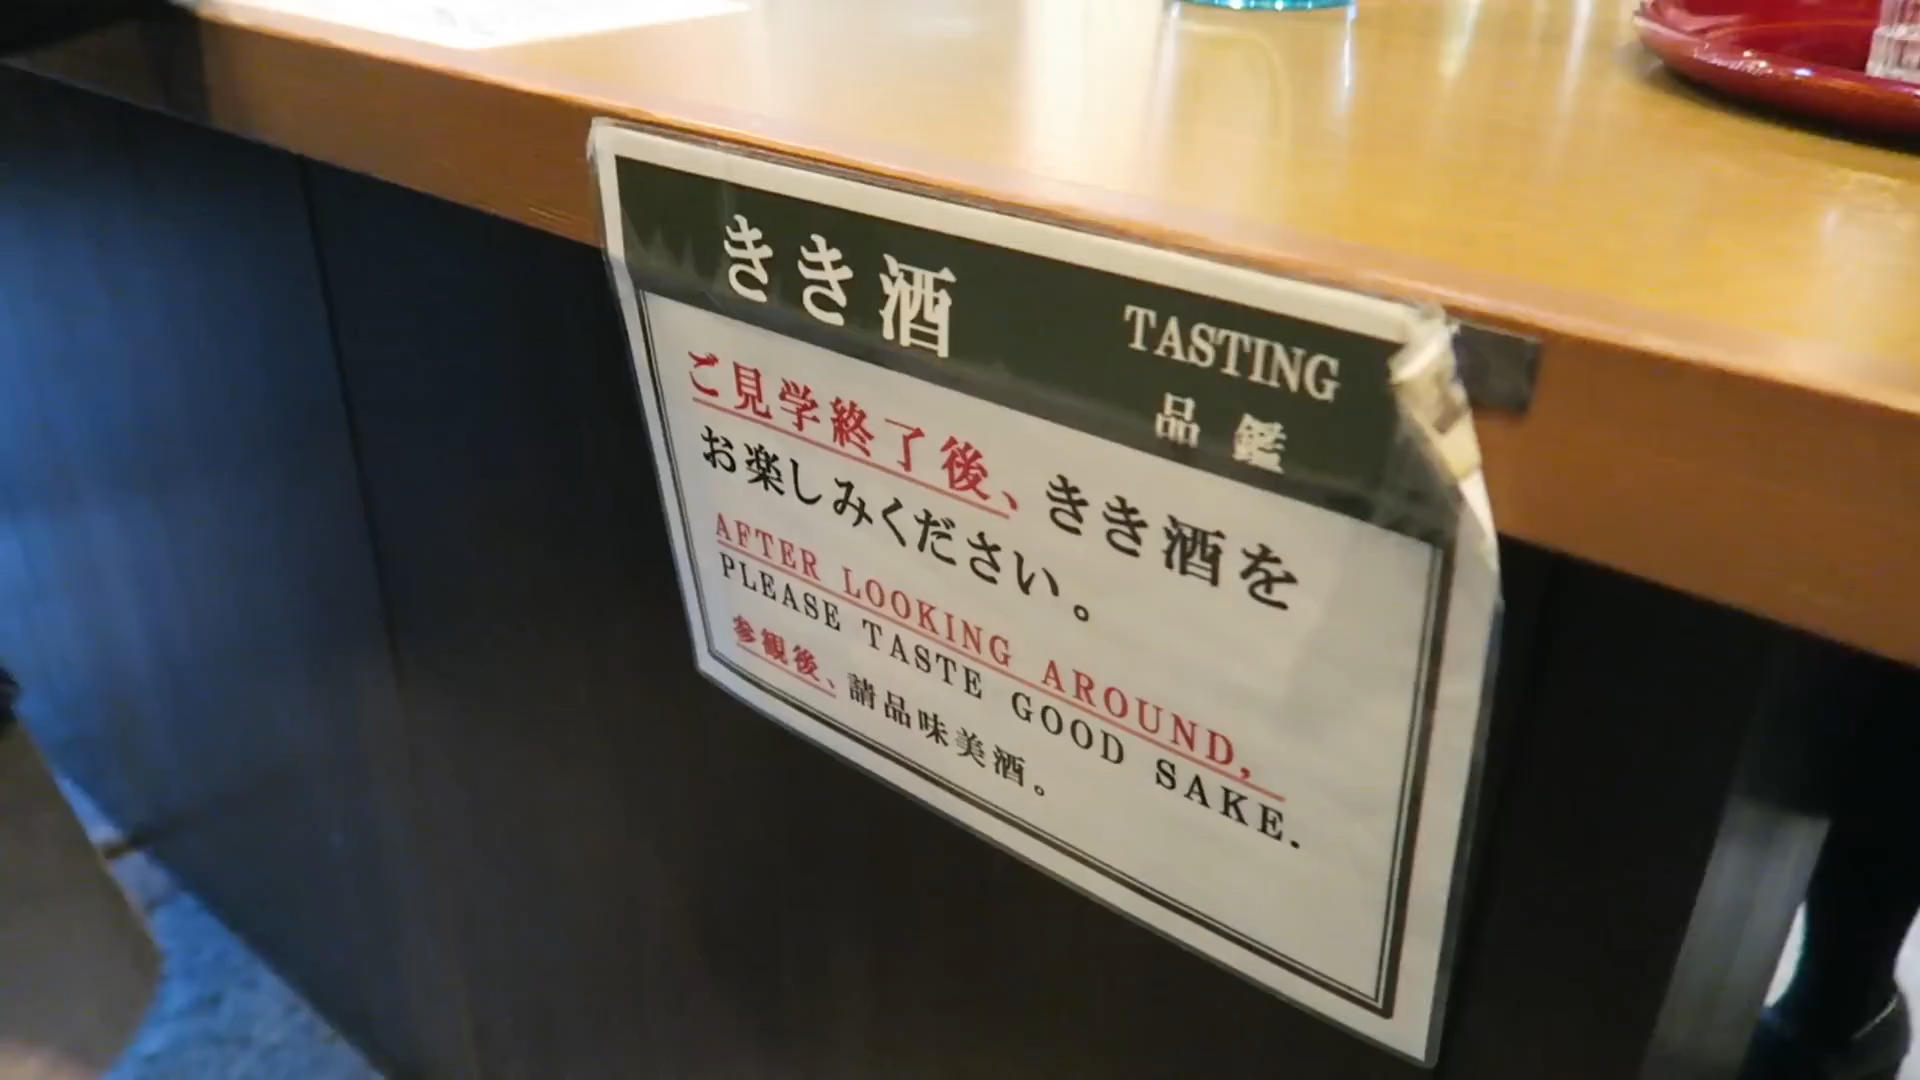 きき酒
TASTING
品鑑
ご見学終了後、きき酒を
お楽しみください。
AFTER LOOKING AROUND,
PLEASE TASTE GOOD SAKE.
参観後、請品味美酒。